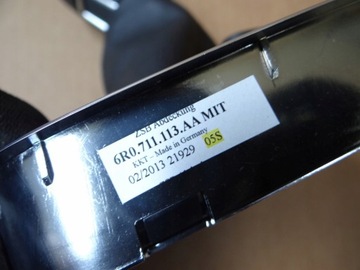 ZSB Abdeckung
6R0.711.113.AA MIT
KKT - Made in Germany
02/2013 21929 05S